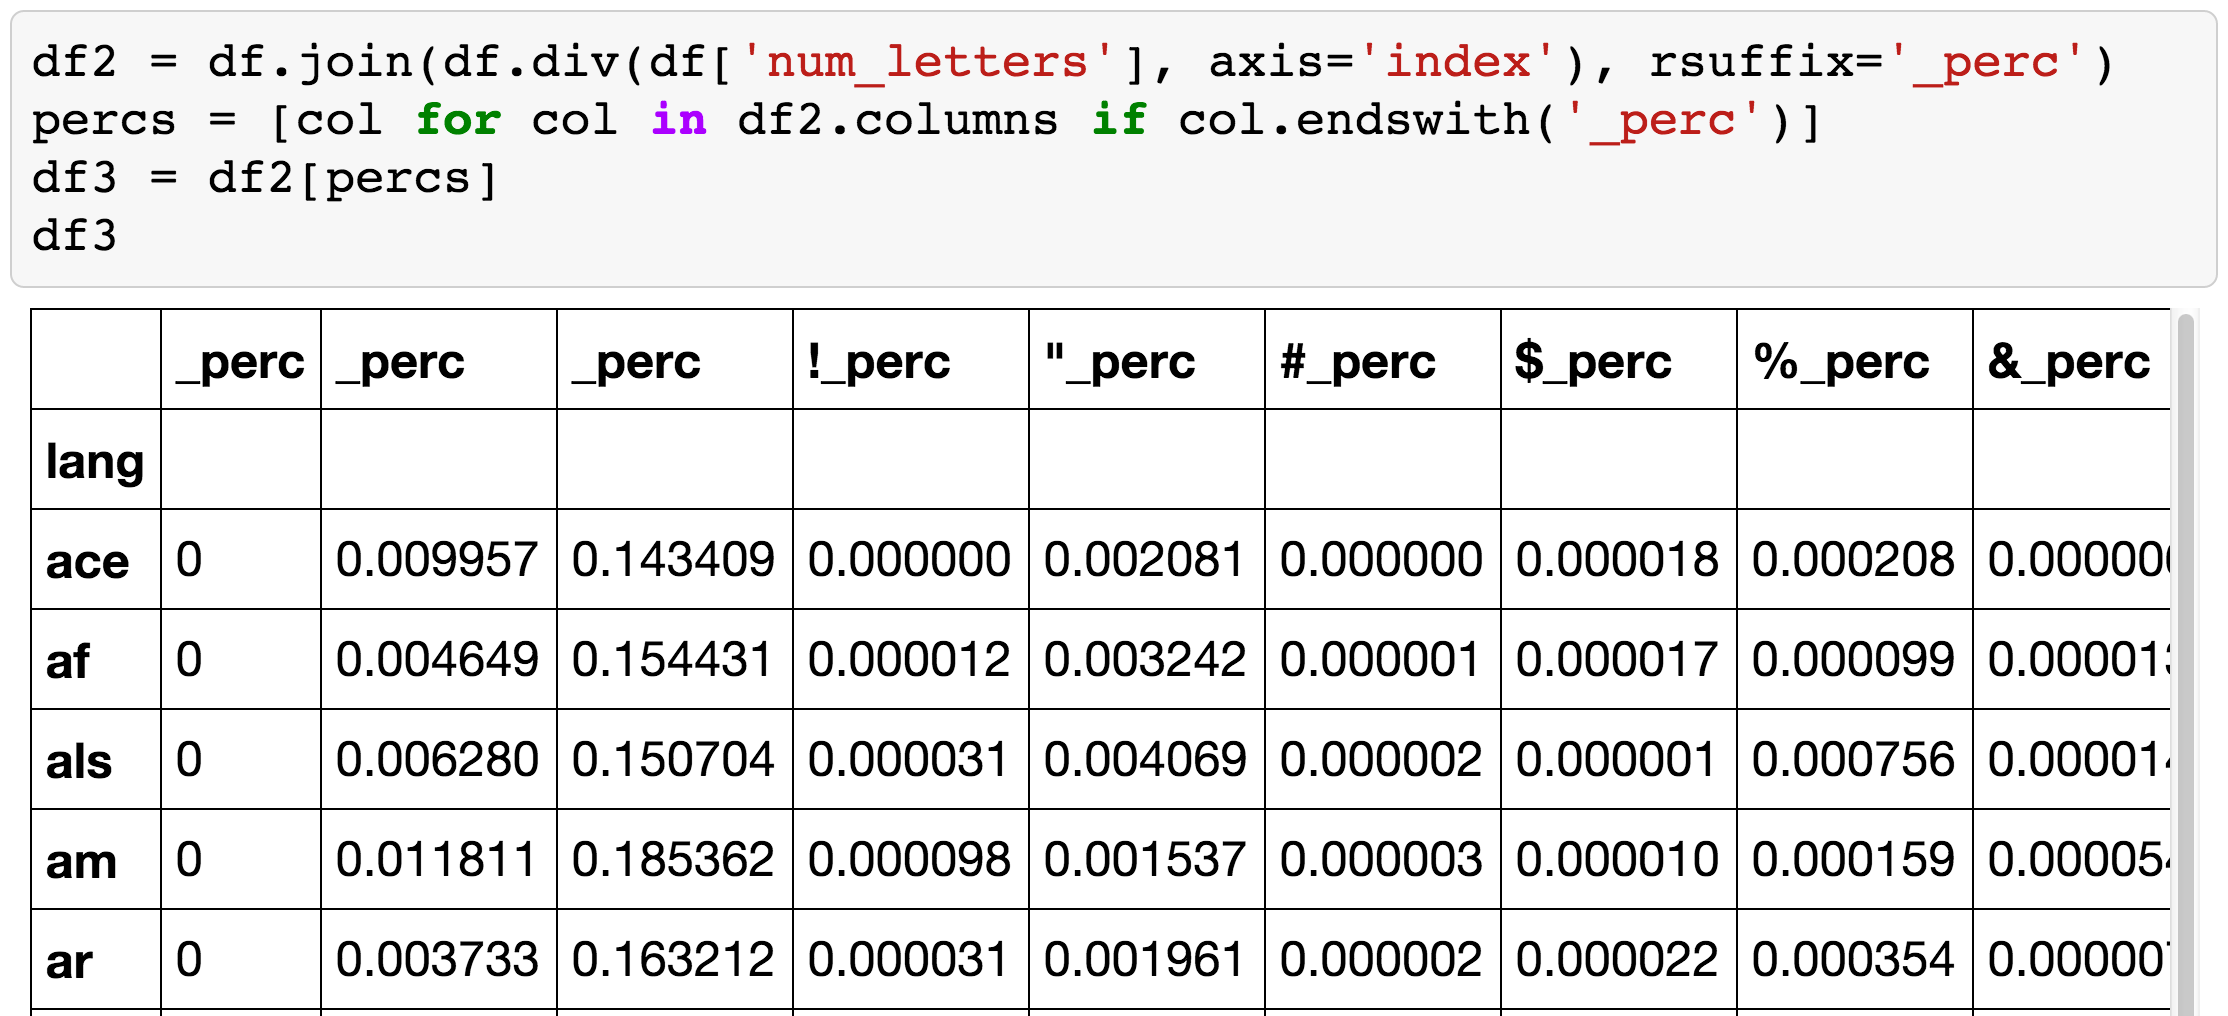 df2 = df.join(df.div(df['num_letters'], axis='index'), rsuffix='_perc')
percs = [col for col in df2.columns if col.endswith('_perc')]
df3 = df2[percs]
df3
_perc _perc _perc !_perc "_perc #_perc $_perc %_perc &_perc
lang
ace 0 0.009957 0.143409 0.000000 0.002081 0.000000 0.000018 0.000208 0.00000
af 0 0.004649 0.154431 0.000012 0.003242 0.000001 0.000017 0.000099 0.00001
als 0 0.006280 0.150704 0.000031 0.004069 0.000002 0.000001 0.000756 0.00001
am 0 0.011811 0.185362 0.000098 0.001537 0.000003 0.000010 0.000159 0.00005
ar 0 0.003733 0.163212 0.000031 0.001961 0.000002 0.000022 0.000354 0.00000